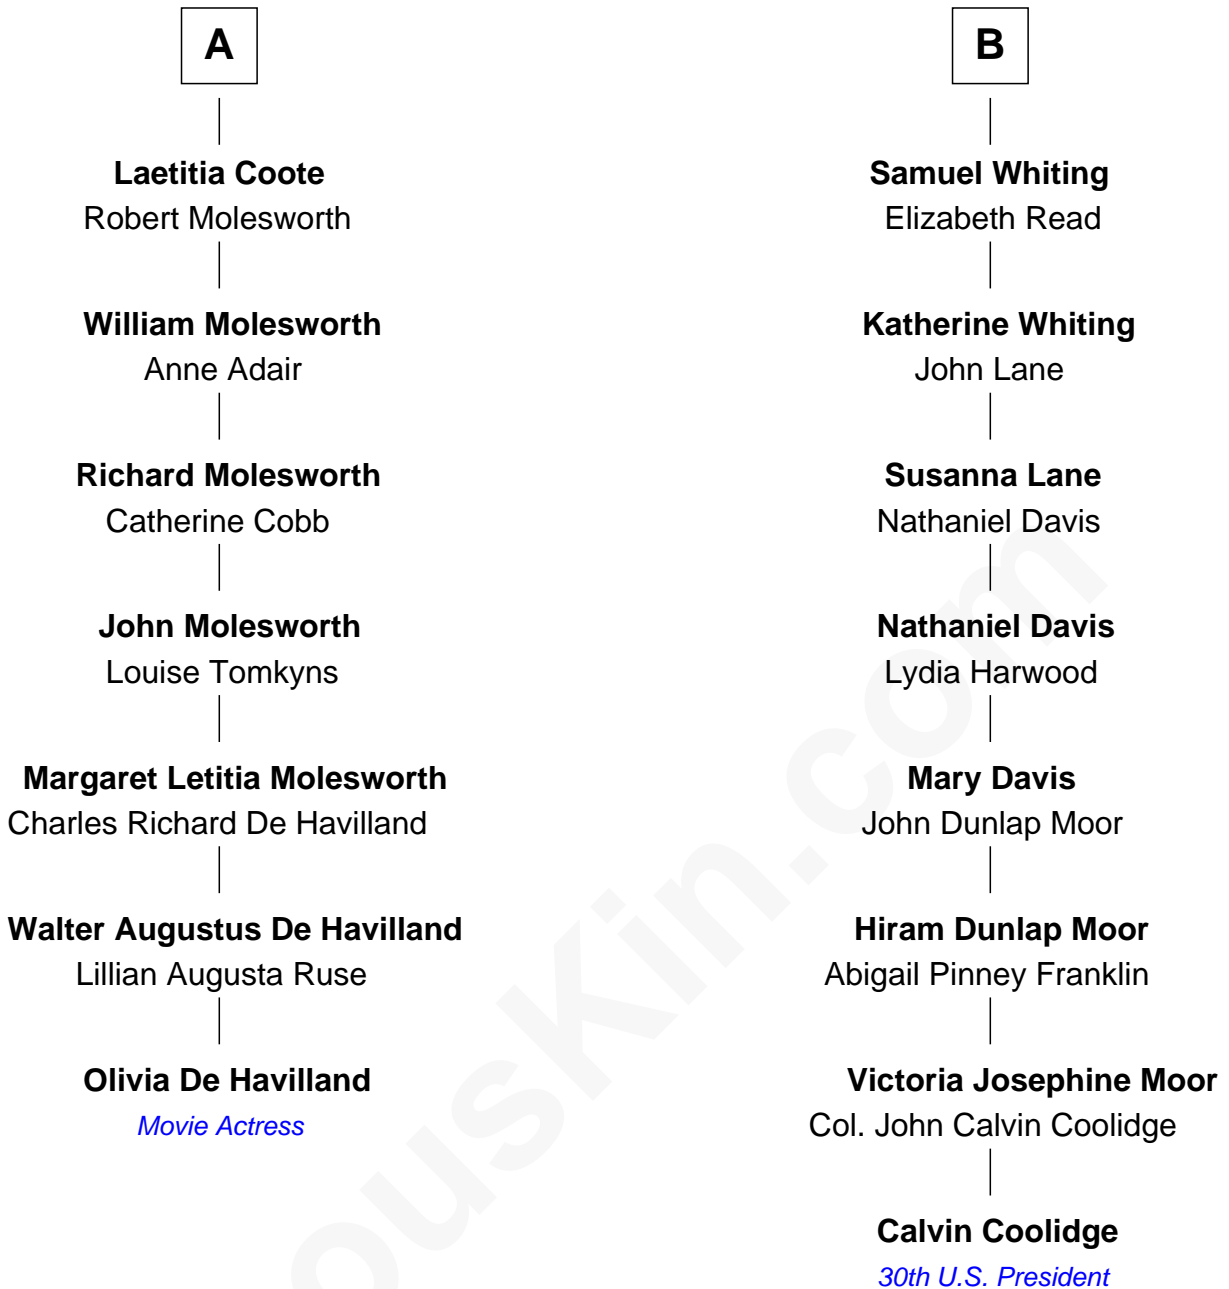 A
Laetitia Coote
Robert Molesworth
William Molesworth
Anne Adair
Richard Molesworth
Catherine Cobb
John Molesworth
Louise Tomkyns
Margaret Letitia Molesworth
Charles Richard De Havilland
Walter Augustus De Havilland
Lillian Augusta Ruse
Olivia De Havilland
Movie Actress
B
Samuel Whiting
Elizabeth Read
Katherine Whiting
John Lane
Susanna Lane
Nathaniel Davis
Nathaniel Davis
Lydia Harwood
Mary Davis
John Dunlap Moor
Hiram Dunlap Moor
Abigail Pinney Franklin
Victoria Josephine Moor
Col. John Calvin Coolidge
Calvin Coolidge
30th U.S. President
ousKin.com